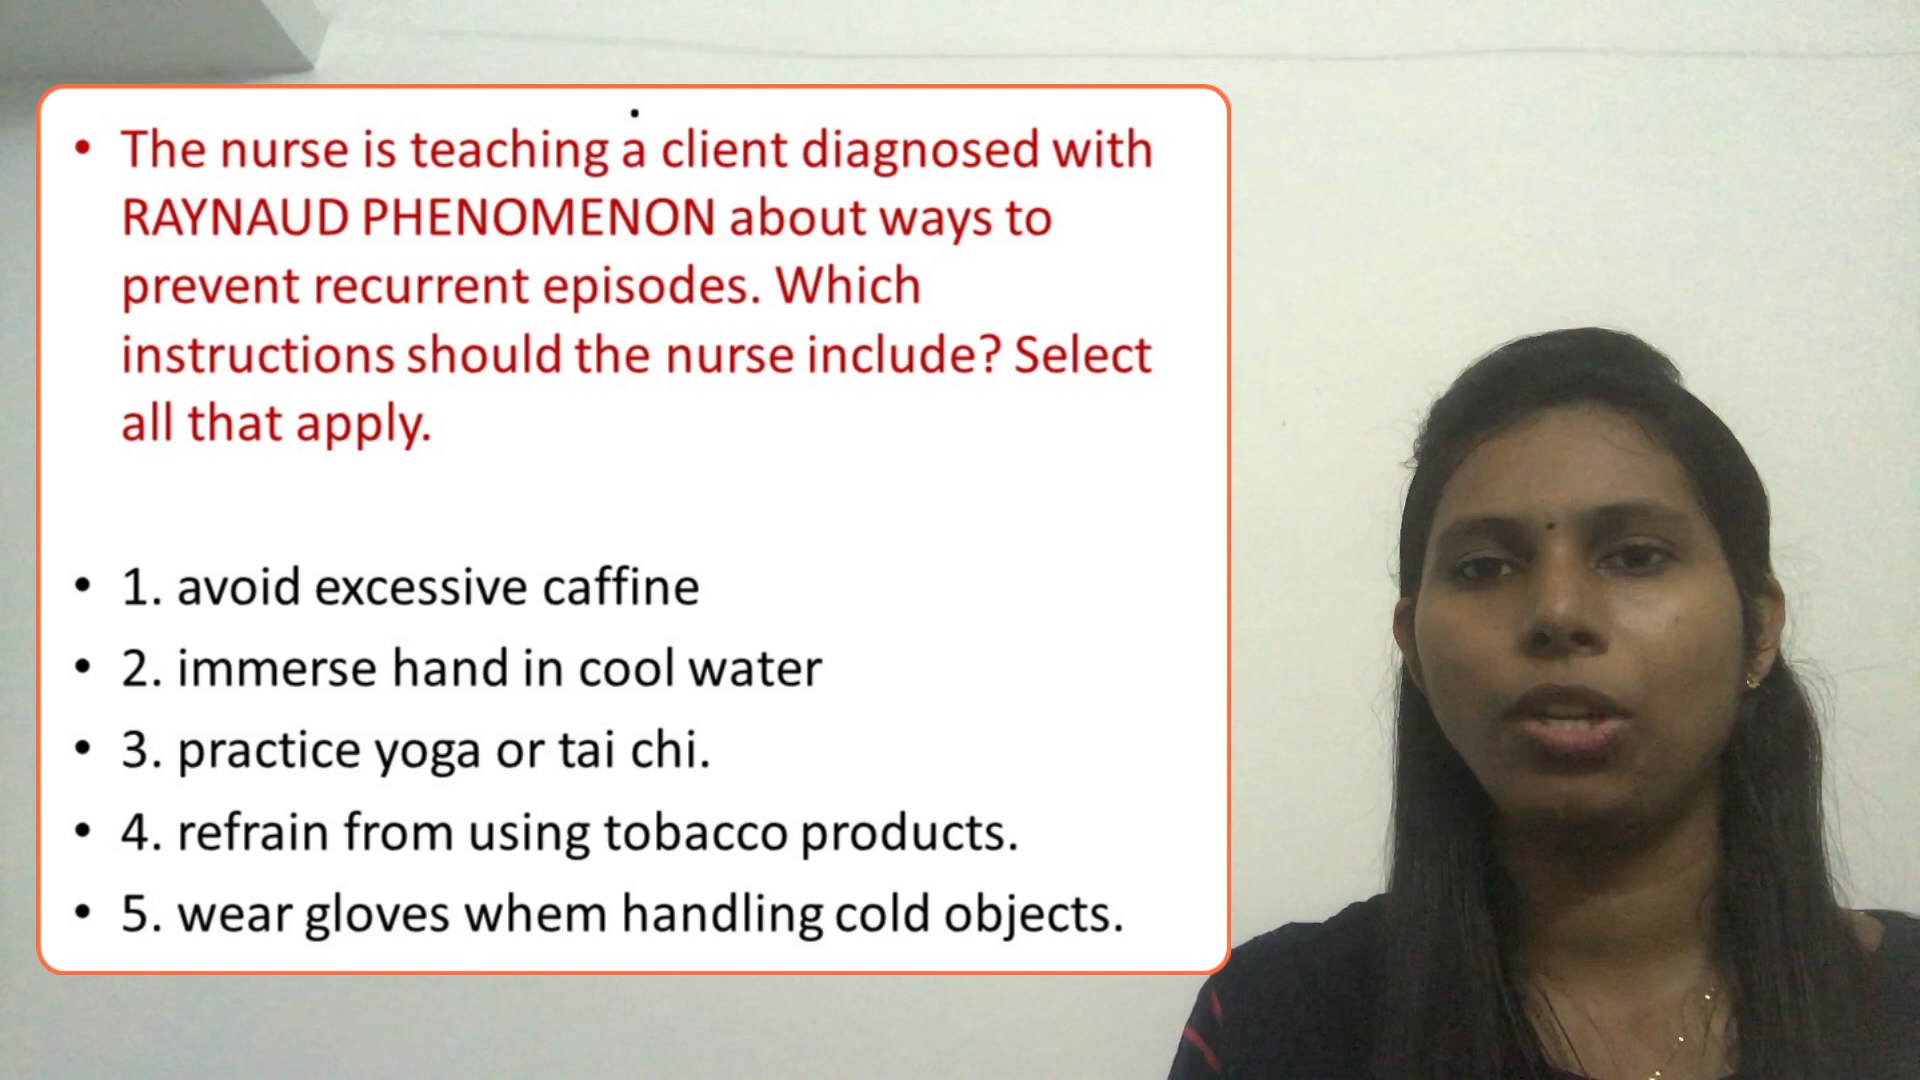 • The nurse is teaching a client diagnosed with
RAYNAUD PHENOMENON about ways to
prevent recurrent episodes. Which
instructions should the nurse include? Select
all that apply.
• 1. avoid excessive caffine
• 2. immerse hand in cool water
• 3. practice yoga or tai chi.
• 4. refrain from using tobacco products.
• 5. wear gloves whem handling cold objects.